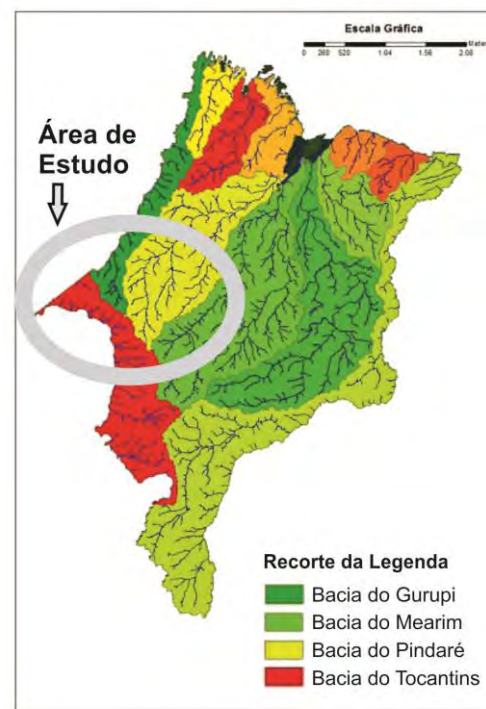 Escala Gráfica
0 260 520 1.04 1.56 2.08
Área de
Estudo
Recorte da Legenda
Bacia do Gurupi
Bacia do Mearim
Bacia do Pindaré
Bacia do Tocantins